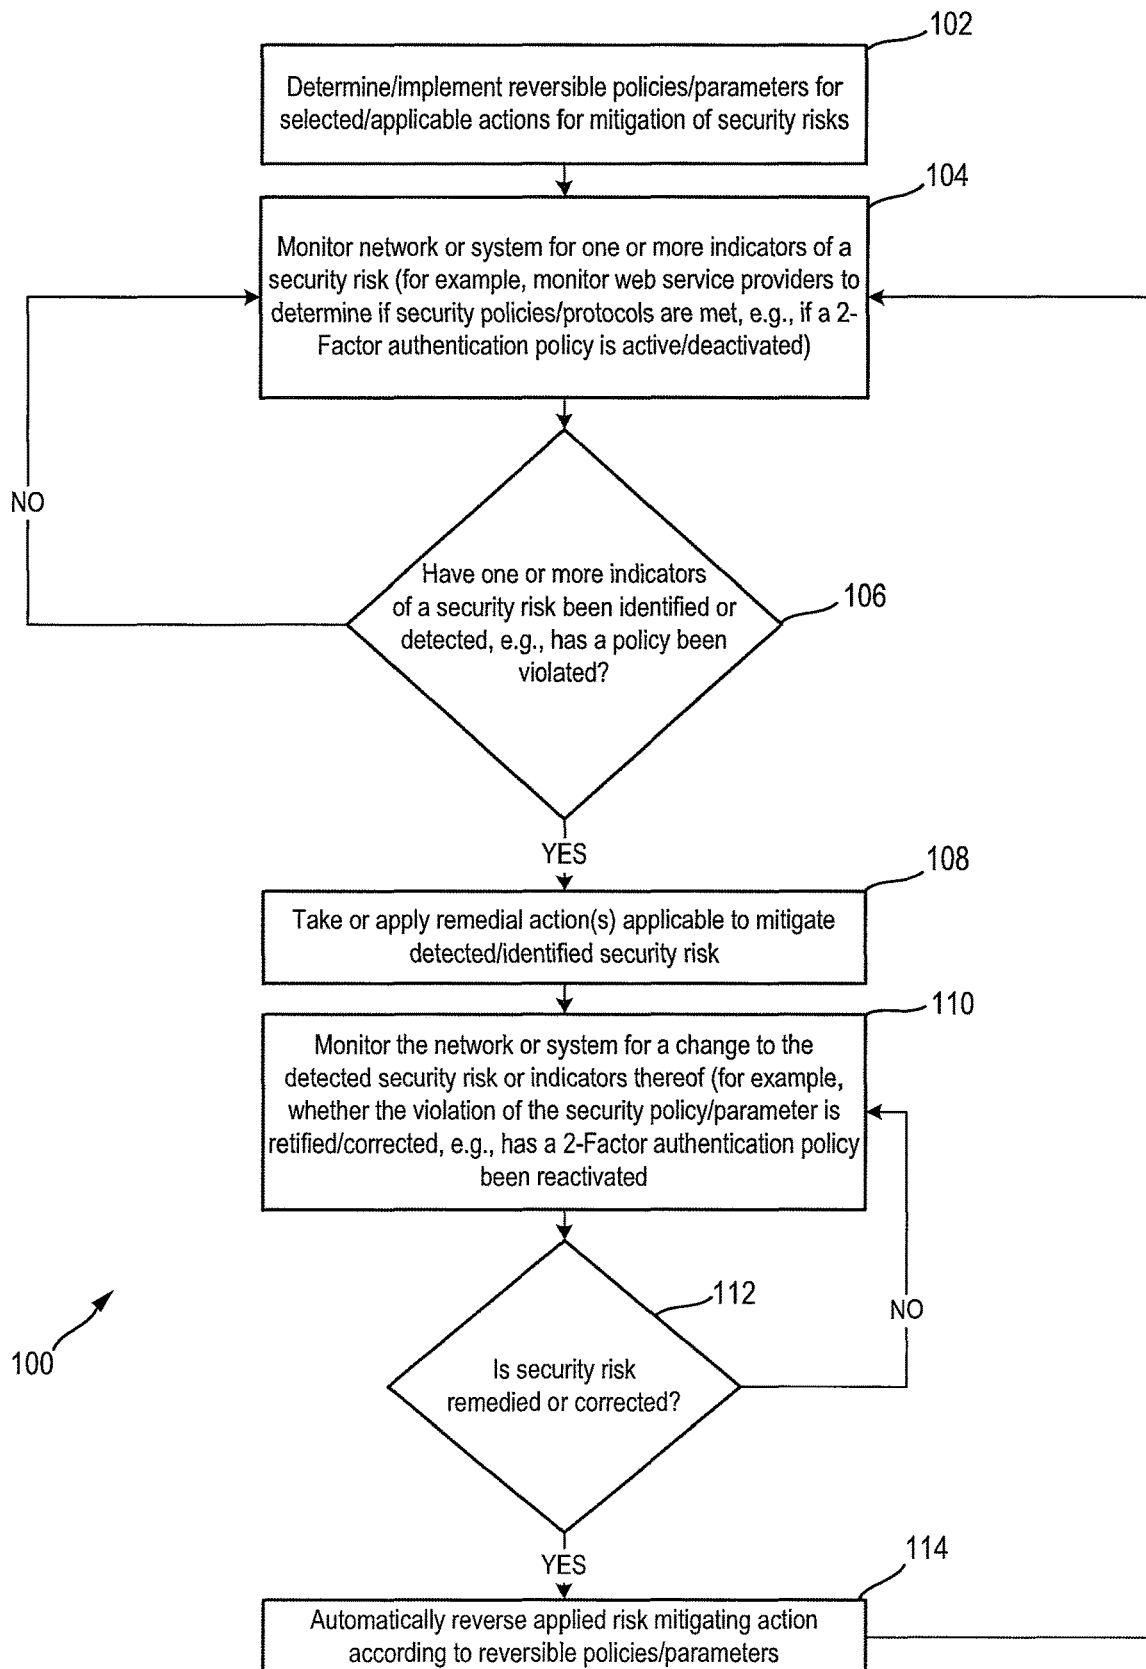 102
Determine/implement reversible policies/parameters for
selected/applicable actions for mitigation of security risks
104
Monitor network or system for one or more indicators of a
security risk (for example, monitor web service providers to
determine if security policies/protocols are met, e.g., if a 2-
Factor authentication policy is active/deactivated)
NO
Have one or more indicators
of a security risk been identified or
detected, e.g., has a policy been
violated?
106
YES
108
Take or apply remedial action(s) applicable to mitigate
detected/identified security risk
110
Monitor the network or system for a change to the
detected security risk or indicators thereof (for example,
whether the violation of the security policy/parameter is
retified/corrected, e.g., has a 2-Factor authentication policy
been reactivated
112
NO
100
Is security risk
remedied or corrected?
YES
114
Automatically reverse applied risk mitigating action
according to reversible policies/parameters